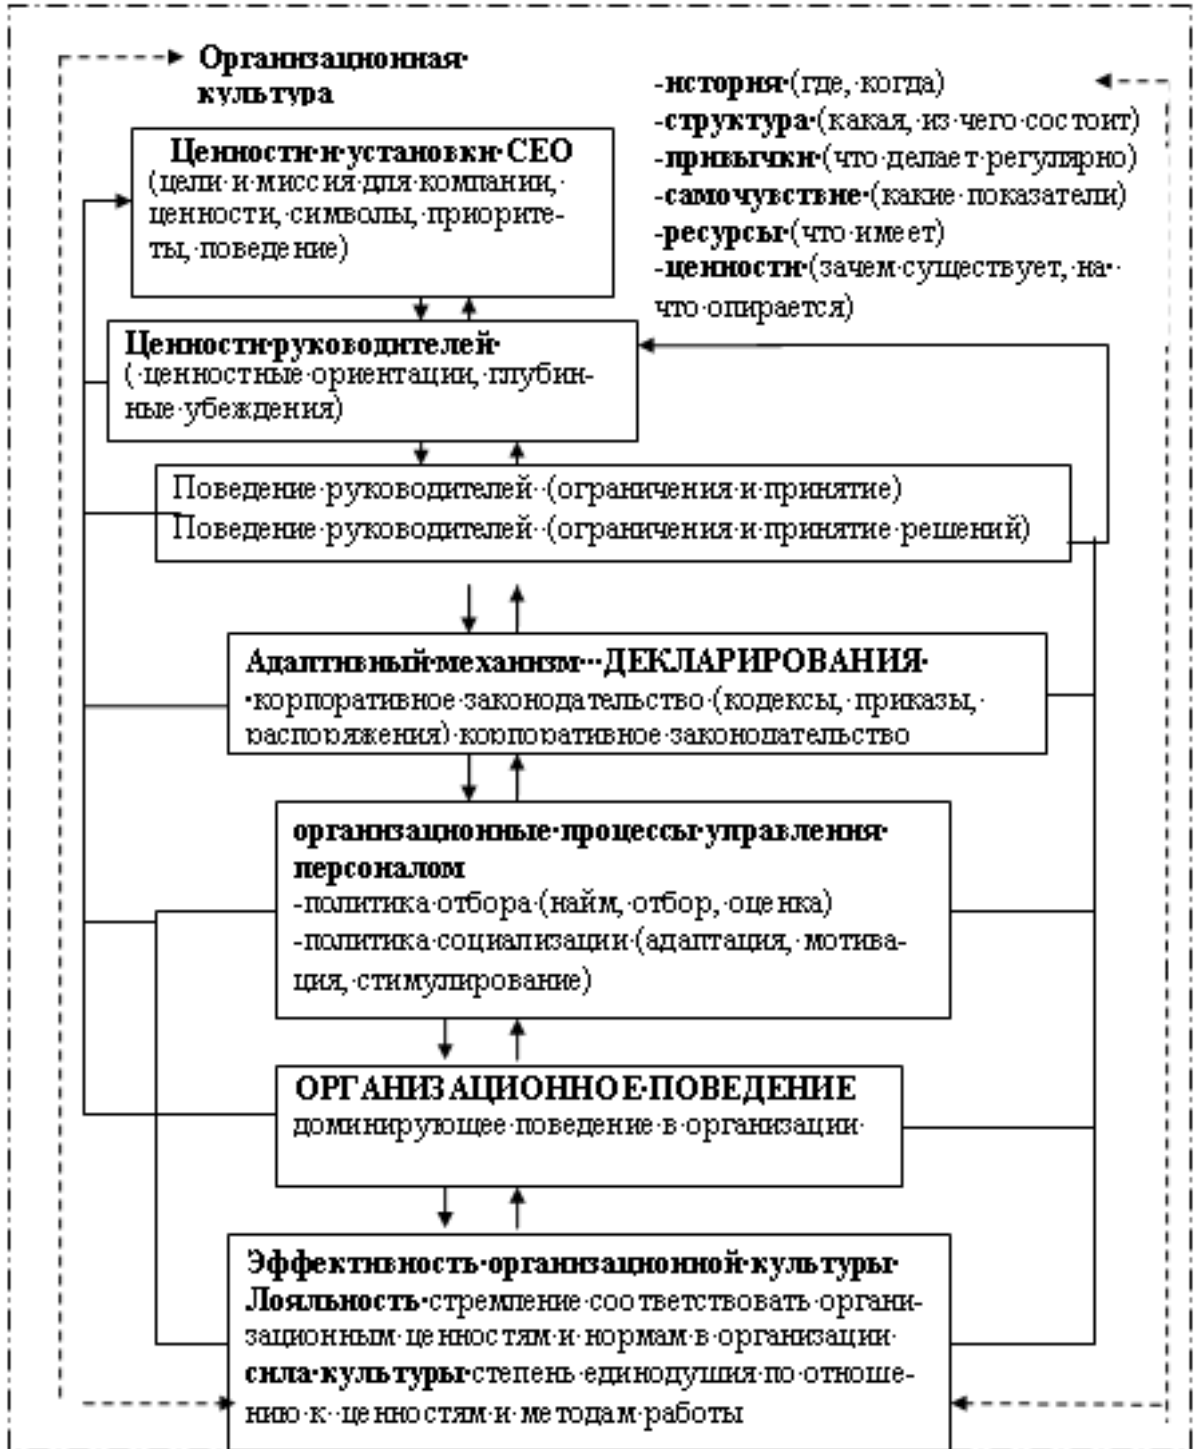 Организационная
культура
-история (где, когда)
-структура (какая, из чего состоит)
-привычки (что делает регулярно)
-самочувствие (какие показатели)
-ресурсы (что имеет)
-ценности (зачем существует, на
что опирается)
Ценности и установки СЕО
(цели и миссия для компании,
ценности, символы, приорите-
ты, поведение)
Ценности руководителей
( ценностные ориентации, глубин-
ные убеждения)
Поведение руководителей (ограничения и принятие)
Поведение руководителей (ограничения и принятие решений)
Адаптивный механизм ДЕКЛАРИРОВАНИЯ
корпоративное законодательство (кодексы, приказы,
распоряжения) корпоративное законодательство
организационные процессы управления
персоналом
-политика отбора (найм, отбор, оценка)
-политика социализации (адаптация, мотива-
ция, стимулирование)
ОРГАНИЗАЦИОННОЕ ПОВЕДЕНИЕ
доминирующее поведение в организации
Эффективность организационной культуры
Лояльность стремление соответствовать органи-
зационным ценностям и нормам в организации
сила культуры степень единодушия по отноше-
нию к ценностям и методам работы